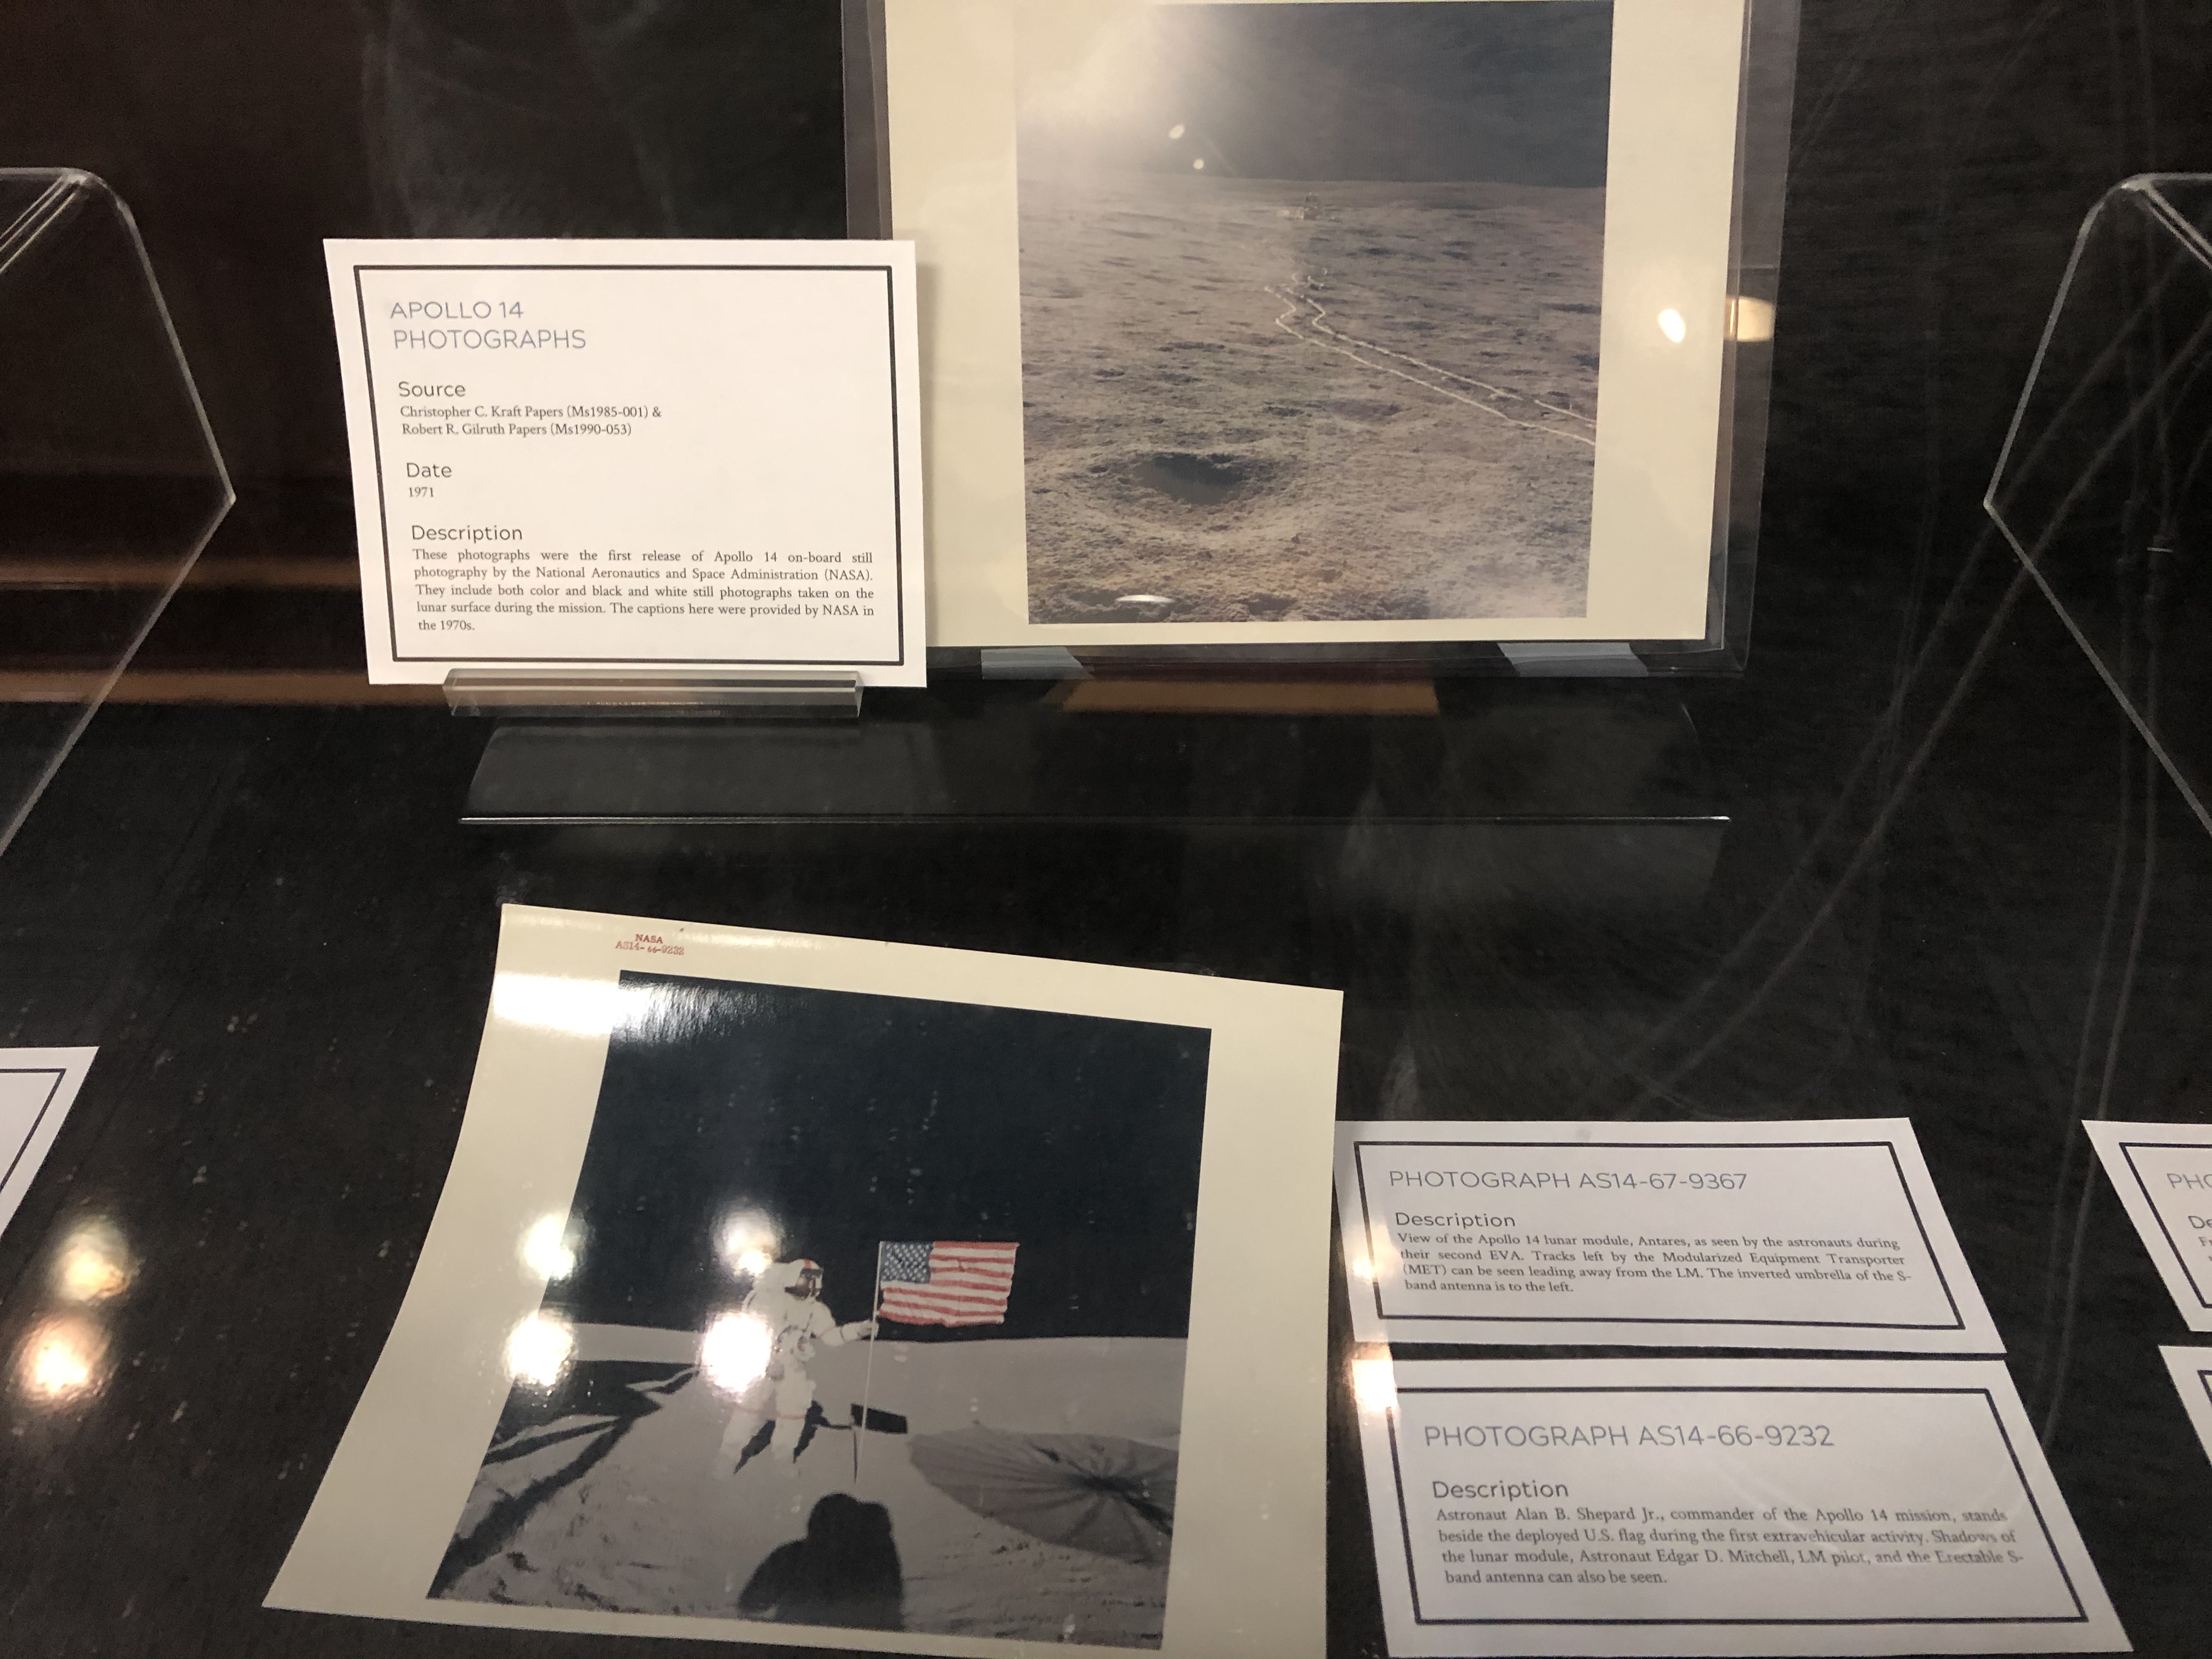 APOLLO 14
PHOTOGRAPHS
Source
Christopher C. Kraft Papers (Ms1985-001) &
Robert R. Gilruth Papers (Ms1990-053)
Date
1971
Description
These photographs were the first release of Apollo 14 on-board still
photography by the National Aeronautics and Space Administration (NASA).
They include both color and black and white still photographs taken on the
lunar surface during the mission. The captions here were provided by NASA in
the 1970s.
NASA
AS14-66-9232
PHOTOGRAPH AS14-67-9367
Description
View of the Apollo 14 lunar module, Antares, as seen by the astronauts during
their second EVA. Tracks left by the Modularized Equipment Transporter
(MET) can be seen leading away from the LM. The inverted umbrella of the S-
band antenna is to the left.
PHOTOGRAPH AS14-66-9232
Description
Astronaut Alan B. Shepard Jr., commander of the Apollo 14 mission, stands
beside the deployed U.S. flag during the first extravehicular activity. Shadows of
the lunar module, Astronaut Edgar D. Mitchell, LM pilot, and the Erectable S-
band antenna can also be seen.